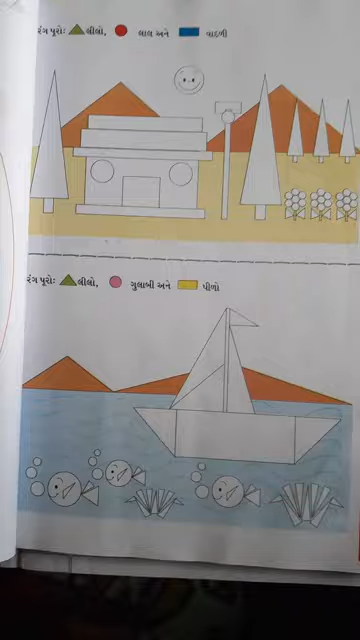 રંગ પૂરોઃ લીલો, લાલ અને વાદળી
રંગ પૂરોઃ લીલો, ગુલાબી અને પીળો